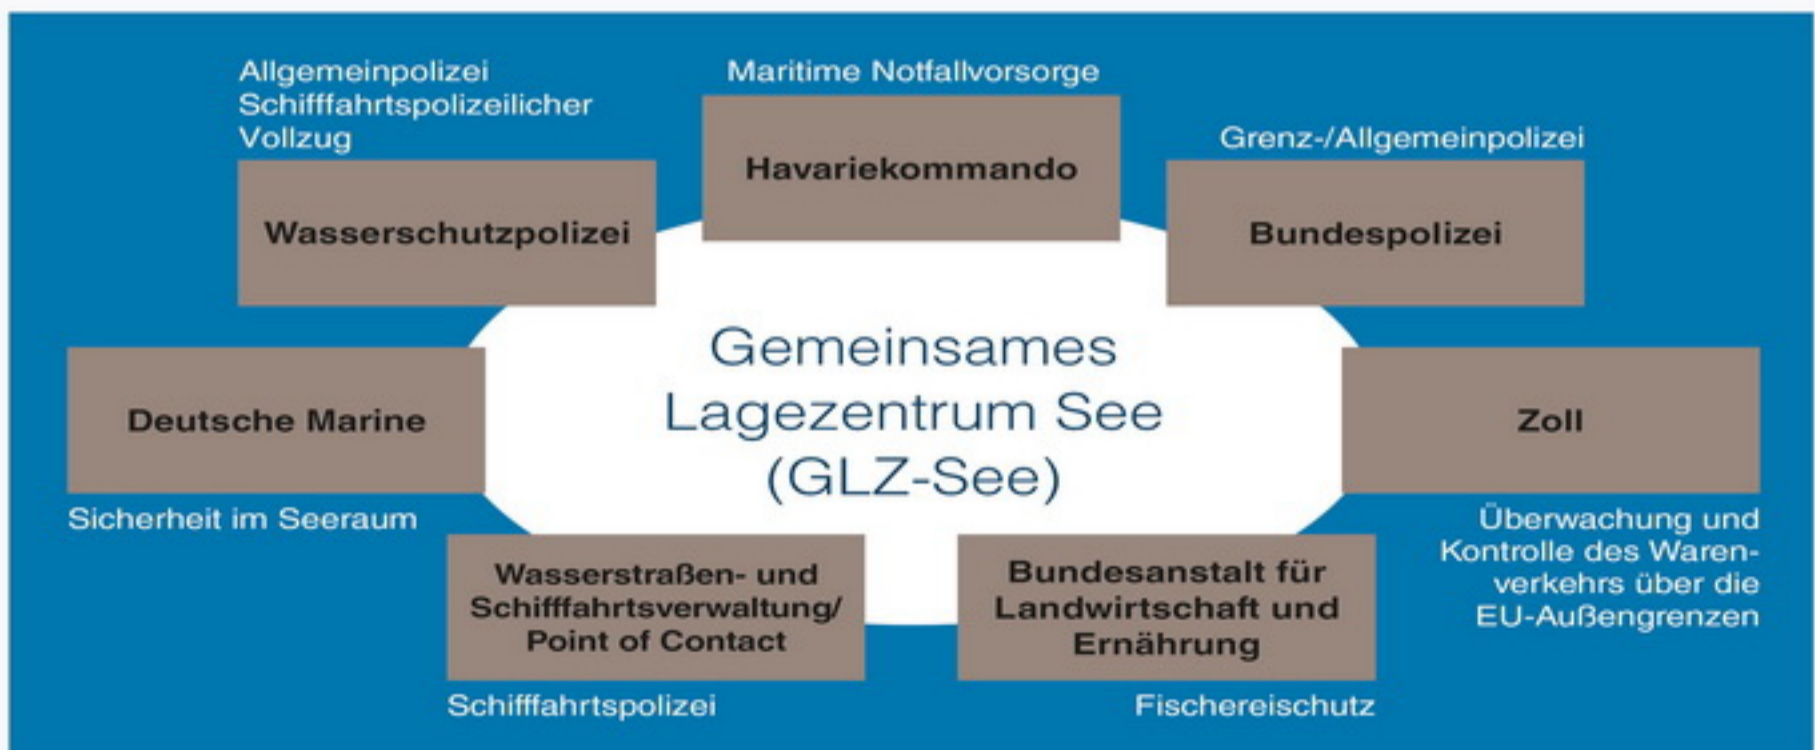 Allgemeinpolizei
Schifffahrtspolizeilicher
Vollzug
Wasserschutzpolizei
Maritime Notfallvorsorge
Havariekommando
Grenz-/Allgemeinpolizei
Bundespolizei
Deutsche Marine
Sicherheit im Seeraum
Gemeinsames
Lagezentrum See
(GLZ-See)
Zoll
Überwachung und
Kontrolle des Waren-
verkehrs über die
EU-Außengrenzen
Wasserstraßen- und
Schifffahrtsverwaltung/
Point of Contact
Schifffahrtspolizei
Bundesanstalt für
Landwirtschaft und
Ernährung
Fischereischutz